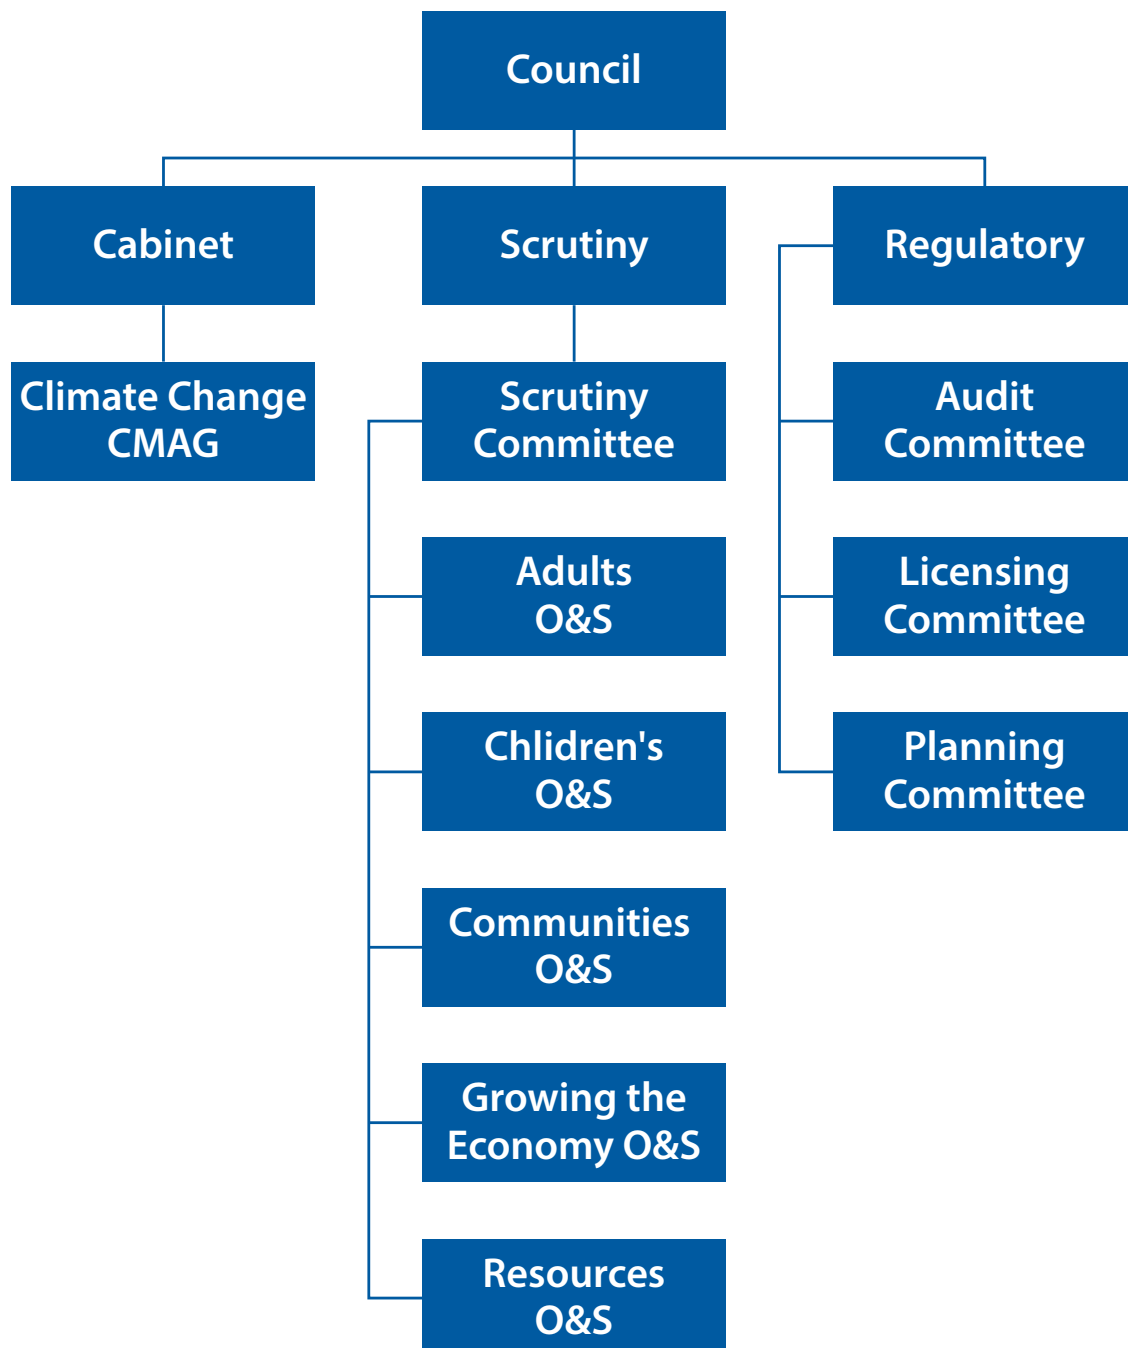 Council
Cabinet
Scrutiny
Regulatory
Climate Change
CMAG
Scrutiny
Committee
Audit
Committee
Adults
O&S
Licensing
Committee
Chlidren's
O&S
Planning
Committee
Communities
O&S
Growing the
Economy O&S
Resources
O&S